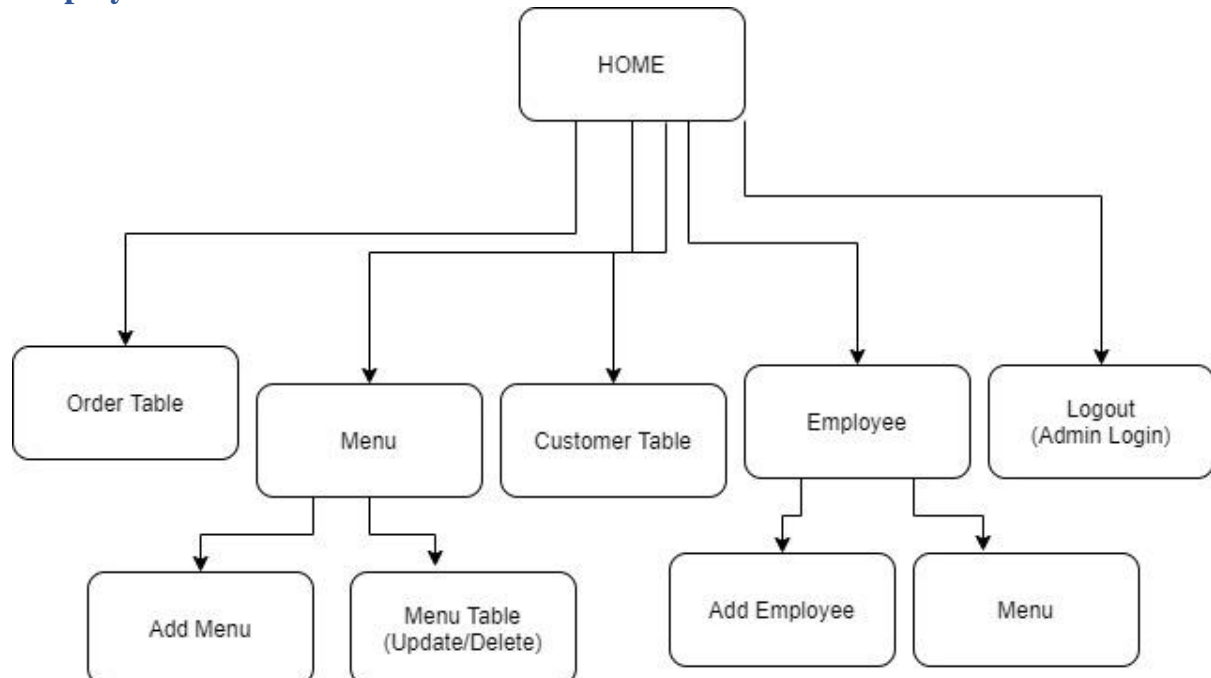 HOME
Order Table
Menu
Customer Table
Employee
Logout
(Admin Login)
Add Menu
Menu Table
(Update/Delete)
Add Employee
Menu